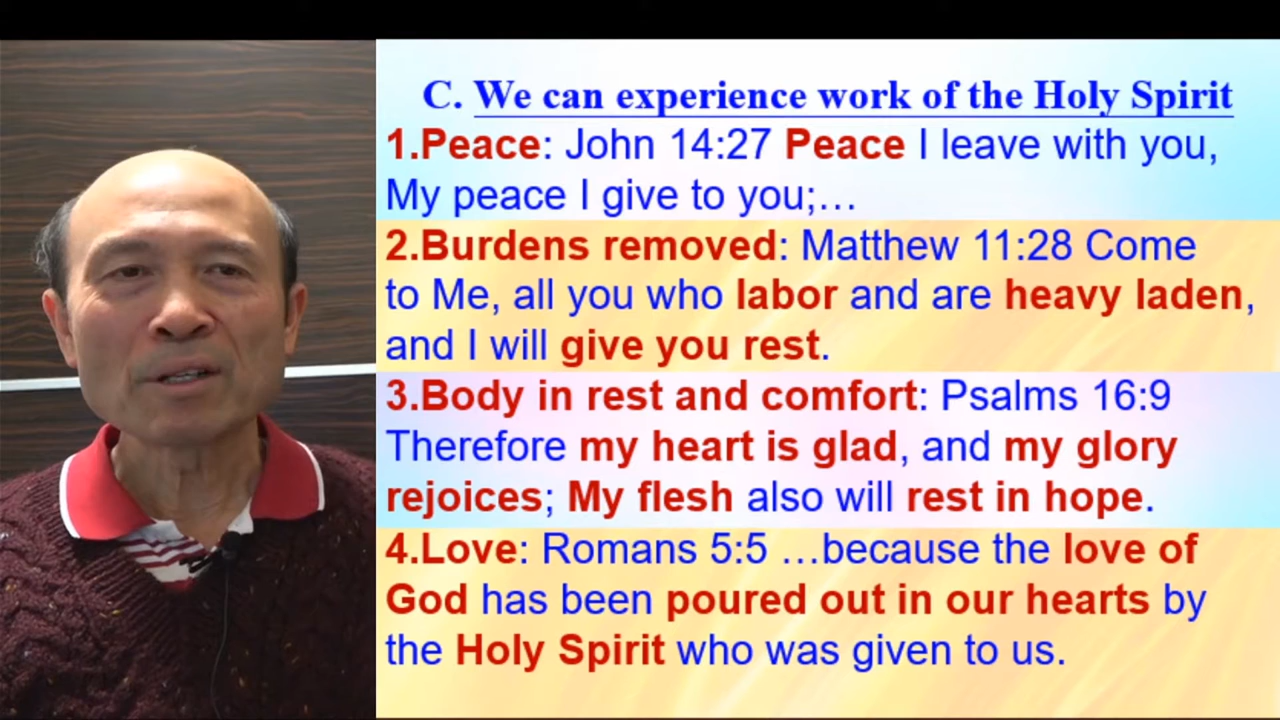 C. We can experience work of the Holy Spirit
1.Peace: John 14:27 Peace I leave with you,
My peace I give to you;…
2.Burdens removed: Matthew 11:28 Come
to Me, all you who labor and are heavy laden,
and I will give you rest.
3.Body in rest and comfort: Psalms 16:9
Therefore my heart is glad, and my glory
rejoices; My flesh also will rest in hope.
4.Love: Romans 5:5 …because the love of
God has been poured out in our hearts by
the Holy Spirit who was given to us.